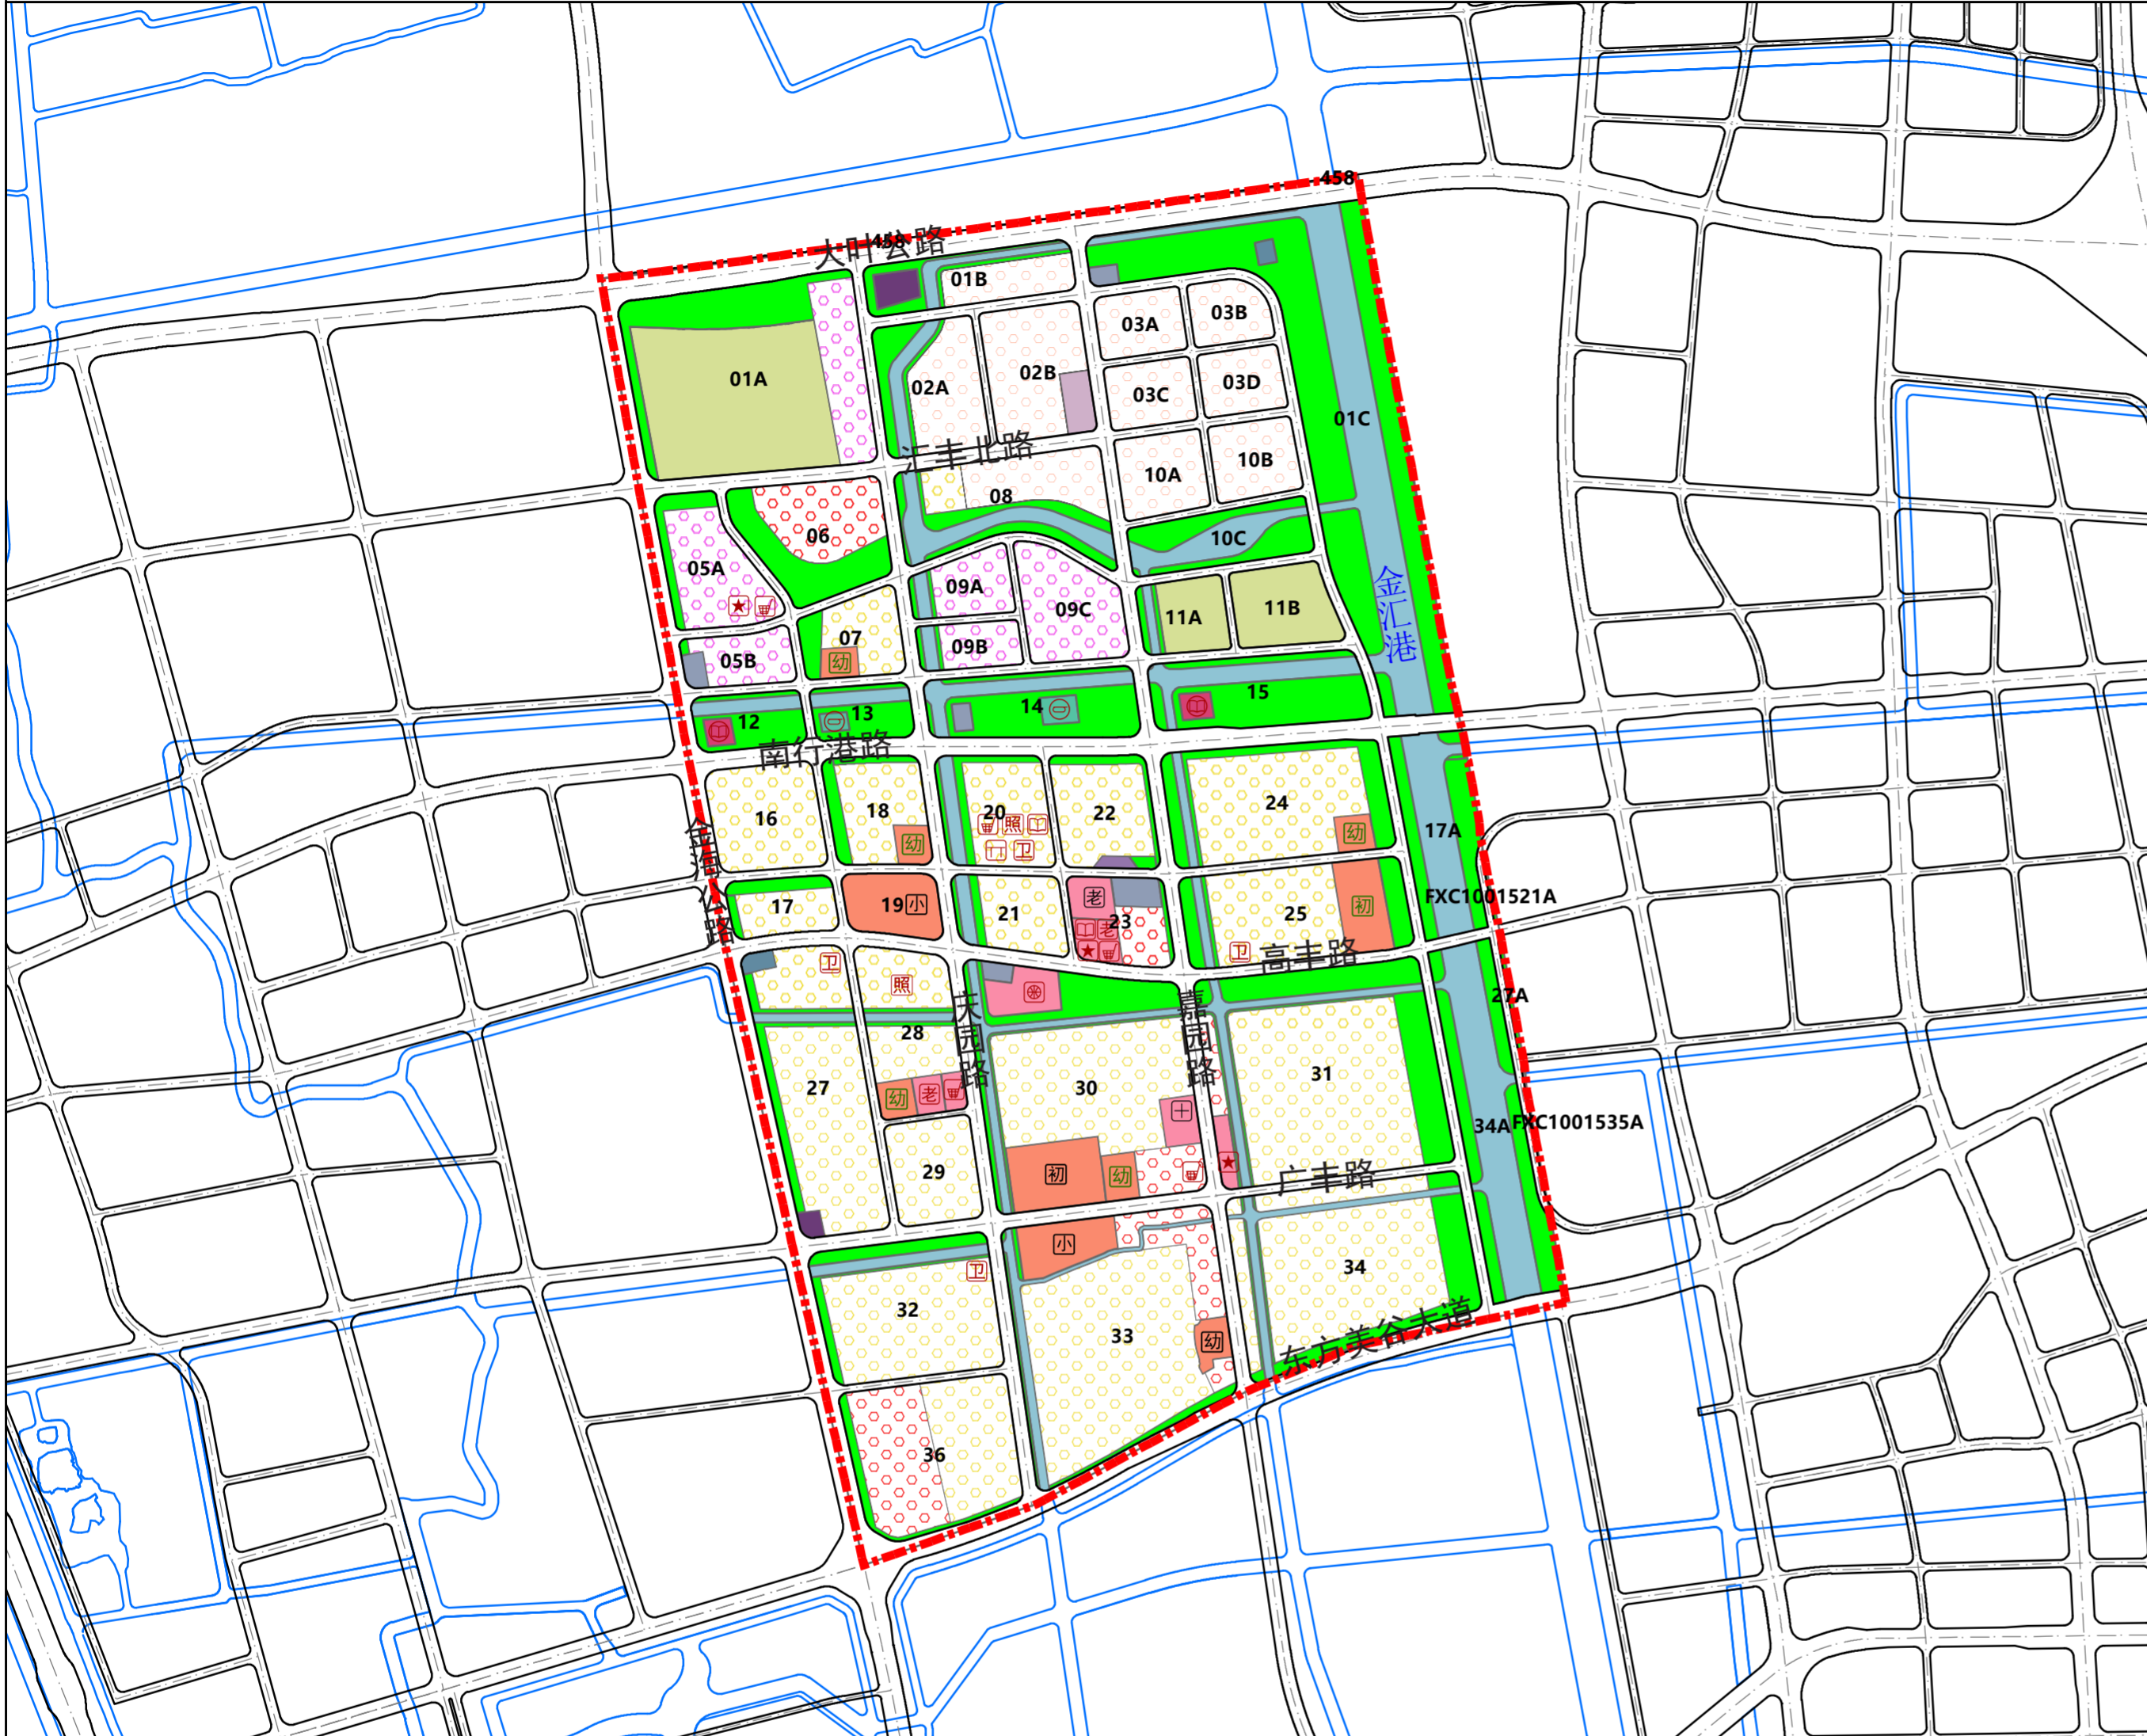 458
458
大叶公路
01B
03B
03A
01A
02B
02A
03D
03C
01C
汇丰北路
10B
10A
08
06
10C
05A
09A
09C
11B
11A
金汇港
07
09B
05B
幼
15
14
13
12
南行港路
24
22
20
18
16
照
幼
17A
幼
卫
金海公路
老
FXC1001521A
19小
17
21
23
25
初
老
高丰路
卫
卫
照
27A
庆园路
嘉园路
28
31
30
27
幼
老
34A
FXC1001535A
29
初
幼
广丰路
小
34
卫
32
33
幼
东方美谷大道
36